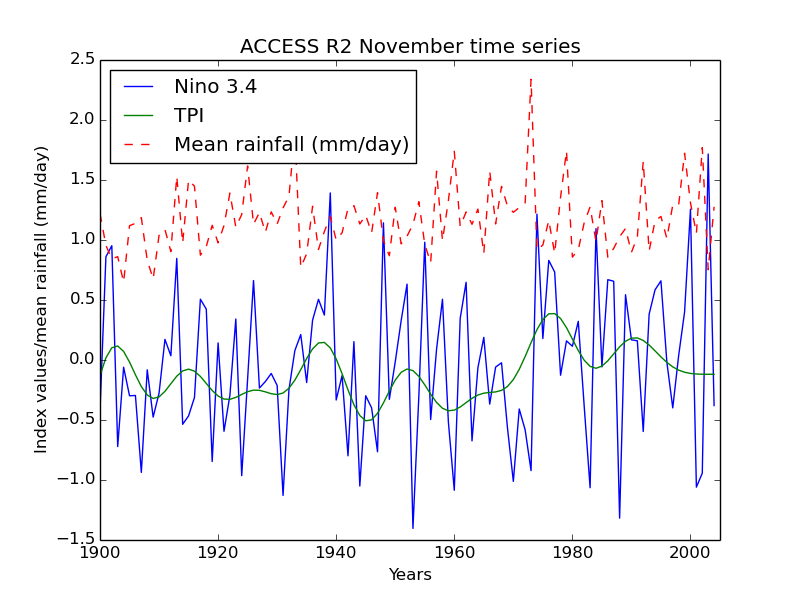 ACCESS R2 November time series
2.5
2.0
1.5
1.0
0.5
0.0
−0.5
−1.0
−1.5
Index values/mean rainfall (mm/day)
Nino 3.4
TPI
Mean rainfall (mm/day)
1900 1920 1940 1960 1980 2000
Years